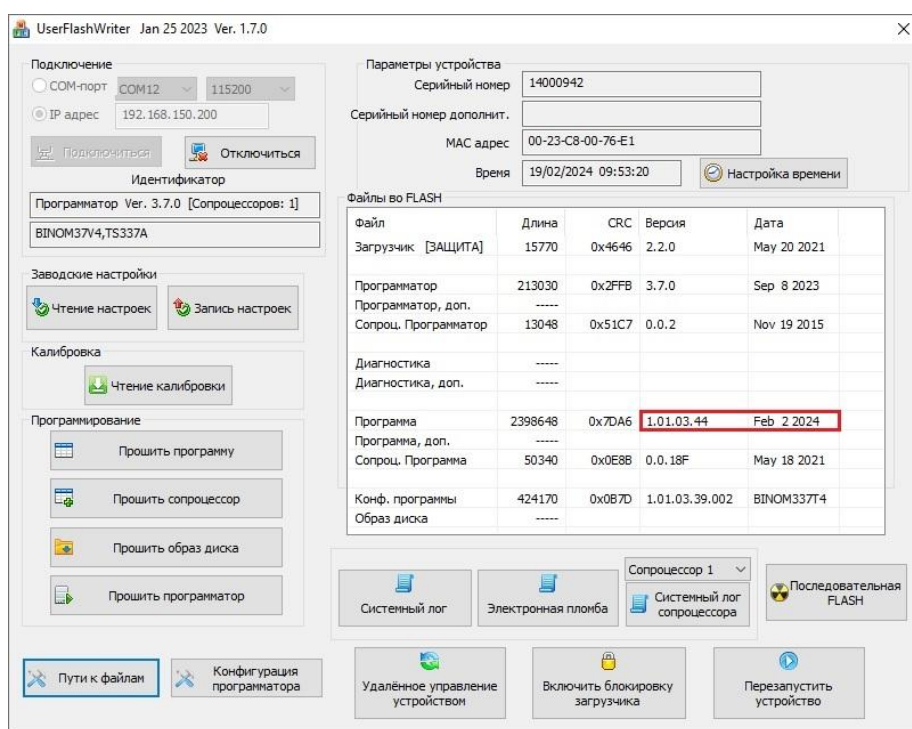 UserFlashWriter Jan 25 2023 Ver. 1.7.0
Подключение
COM-порт COM12 115200
IP адрес 192.168.150.200
Подключиться Отключиться
Идентификатор
Программатор Ver. 3.7.0 [Сопроцессоров: 1]
BINOM37V4,TS337A
Заводские настройки
Чтение настроек Запись настроек
Калибровка
Чтение калибровки
Программирование
Прошить программу
Прошить сопроцессор
Прошить образ диска
Прошить программатор
Пути к файлам
Конфигурация
программатора
Параметры устройства
Серийный номер 14000942
Серийный номер дополнит.
MAC адрес 00-23-C8-00-76-E1
Время 19/02/2024 09:53:20 Настройка времени
Файлы во FLASH
Файл Длина CRC Версия Дата
Загрузчик [ЗАЩИТА] 15770 0x4646 2.2.0 May 20 2021
Программатор 213030 0x2FFB 3.7.0 Sep 8 2023
Программатор, доп. -----
Сопроц. Программатор 13048 0x51C7 0.0.2 Nov 19 2015
Диагностика -----
Диагностика, доп. -----
Программа 2398648 0x7DA6 1.01.03.44 Feb 2 2024
Программа, доп. -----
Сопроц. Программа 50340 0x0E8B 0.0.18F May 18 2021
Конф. программы 424170 0x0B7D 1.01.03.39.002 BINOM337T4
Образ диска -----
Системный лог
Электронная пломба
Сопроцессор 1
Системный лог
сопроцессора
Последовательная
FLASH
Удалённое управление
устройством
Включить блокировку
загрузчика
Перезапустить
устройство